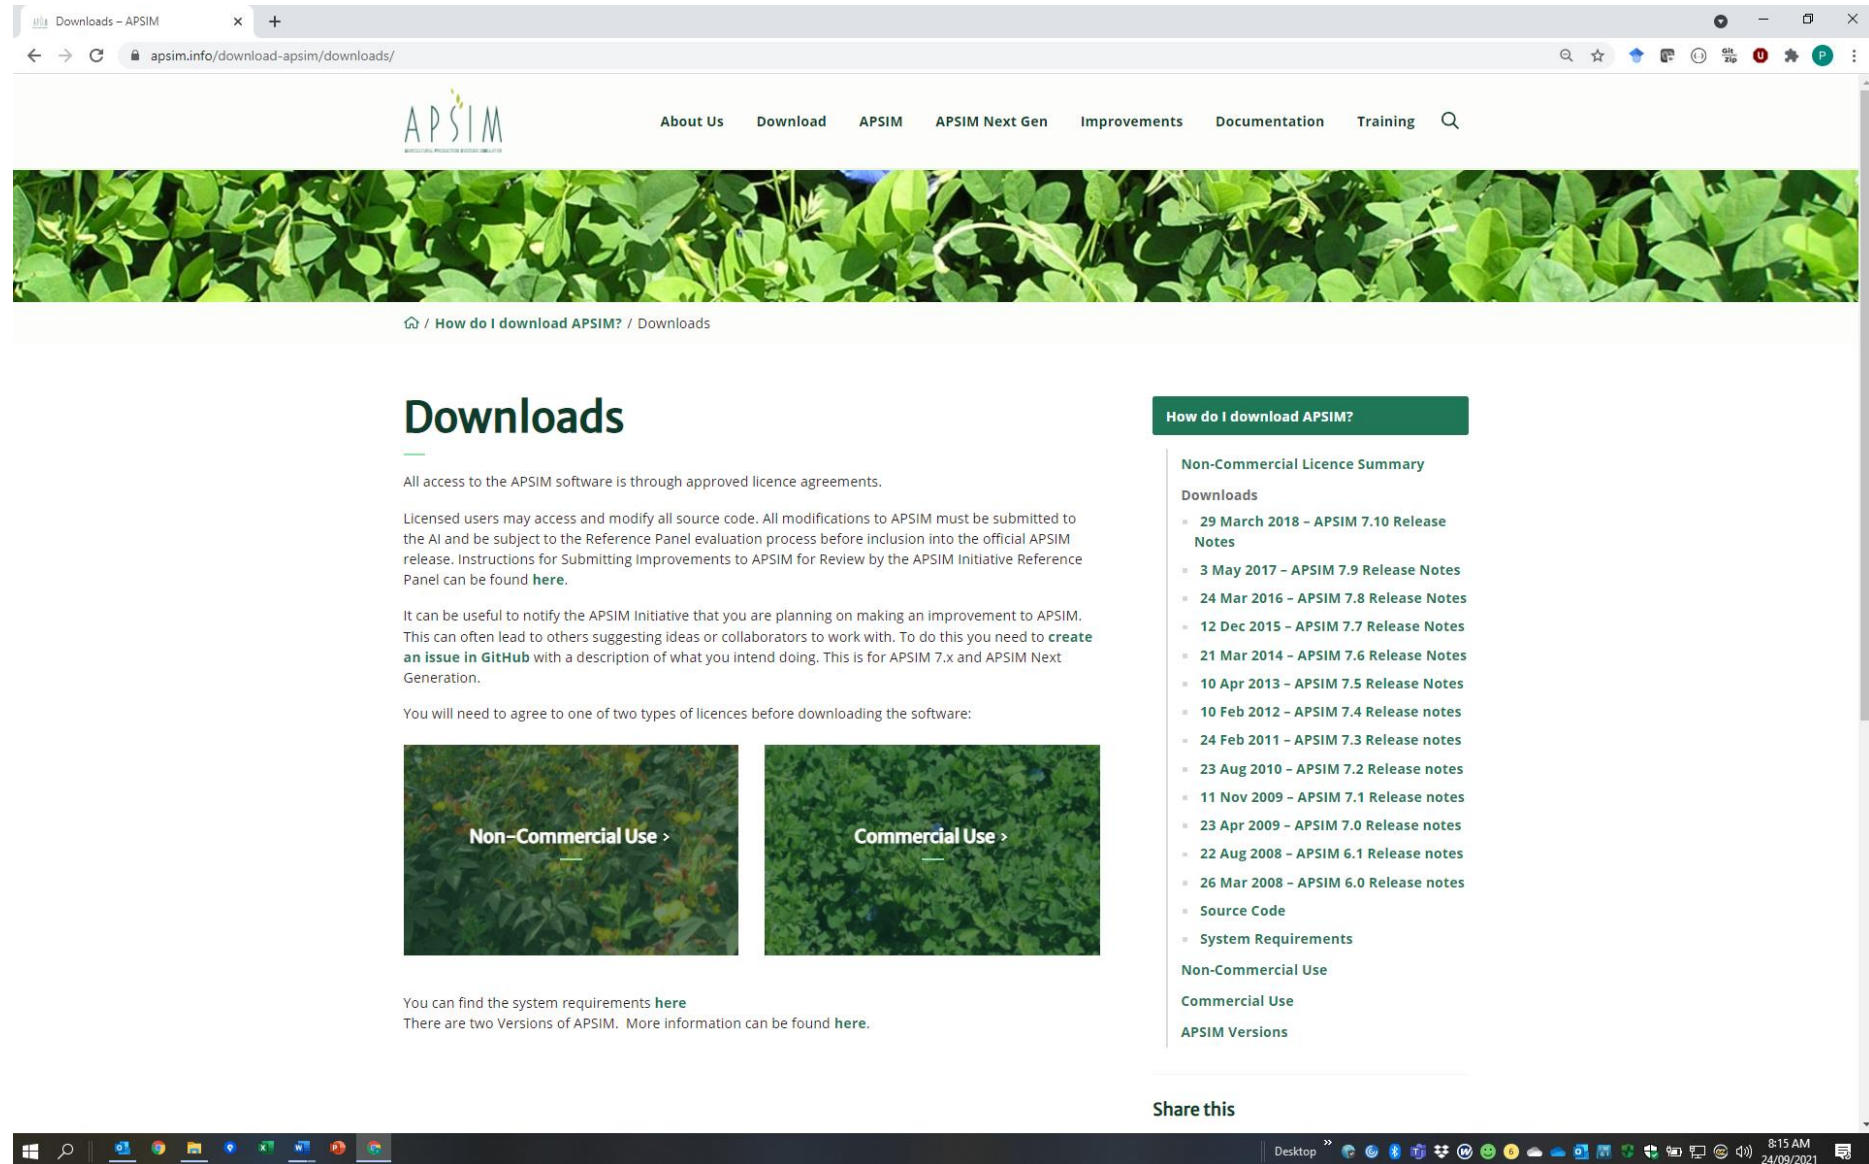 Downloads – APSIM
apsim.info/download-apsim/downloads/
Git
Zip
P
APSIM
About Us Download APSIM APSIM Next Gen Improvements Documentation Training
/ How do I download APSIM? / Downloads
Downloads
All access to the APSIM software is through approved licence agreements.
Licensed users may access and modify all source code. All modifications to APSIM must be submitted to
the AI and be subject to the Reference Panel evaluation process before inclusion into the official APSIM
release. Instructions for Submitting Improvements to APSIM for Review by the APSIM Initiative Reference
Panel can be found here.
It can be useful to notify the APSIM Initiative that you are planning on making an improvement to APSIM.
This can often lead to others suggesting ideas or collaborators to work with. To do this you need to create
an issue in GitHub with a description of what you intend doing. This is for APSIM 7.x and APSIM Next
Generation.
You will need to agree to one of two types of licences before downloading the software:
Non-Commercial Use >
Commercial Use >
You can find the system requirements here
There are two Versions of APSIM. More information can be found here.
How do I download APSIM?
Non-Commercial Licence Summary
Downloads
29 March 2018 – APSIM 7.10 Release
Notes
3 May 2017 – APSIM 7.9 Release Notes
24 Mar 2016 – APSIM 7.8 Release Notes
12 Dec 2015 – APSIM 7.7 Release Notes
21 Mar 2014 – APSIM 7.6 Release Notes
10 Apr 2013 – APSIM 7.5 Release Notes
10 Feb 2012 – APSIM 7.4 Release notes
24 Feb 2011 – APSIM 7.3 Release notes
23 Aug 2010 – APSIM 7.2 Release notes
11 Nov 2009 – APSIM 7.1 Release notes
23 Apr 2009 – APSIM 7.0 Release notes
22 Aug 2008 – APSIM 6.1 Release notes
26 Mar 2008 – APSIM 6.0 Release notes
Source Code
System Requirements
Non-Commercial Use
Commercial Use
APSIM Versions
Share this
Desktop
8:15 AM
24/09/2021